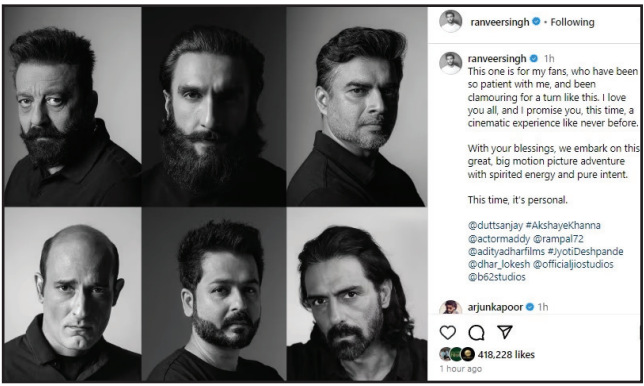 ranveersingh • Following
ranveersingh 1h
This one is for my fans, who have been
so patient with me, and been
clamouring for a turn like this. I love
you all, and I promise you, this time, a
cinematic experience like never before.
With your blessings, we embark on this
great, big motion picture adventure
with spirited energy and pure intent.
This time, it's personal.
@duttsanjay #AkshayeKhanna
@actormaddy @rampal72
@adityadharfilms #JyotiDeshpande
@dhar_lokesh @officialjiostudios
@b62studios
arjunkapoor 1h
418,228 likes
1 hour ago